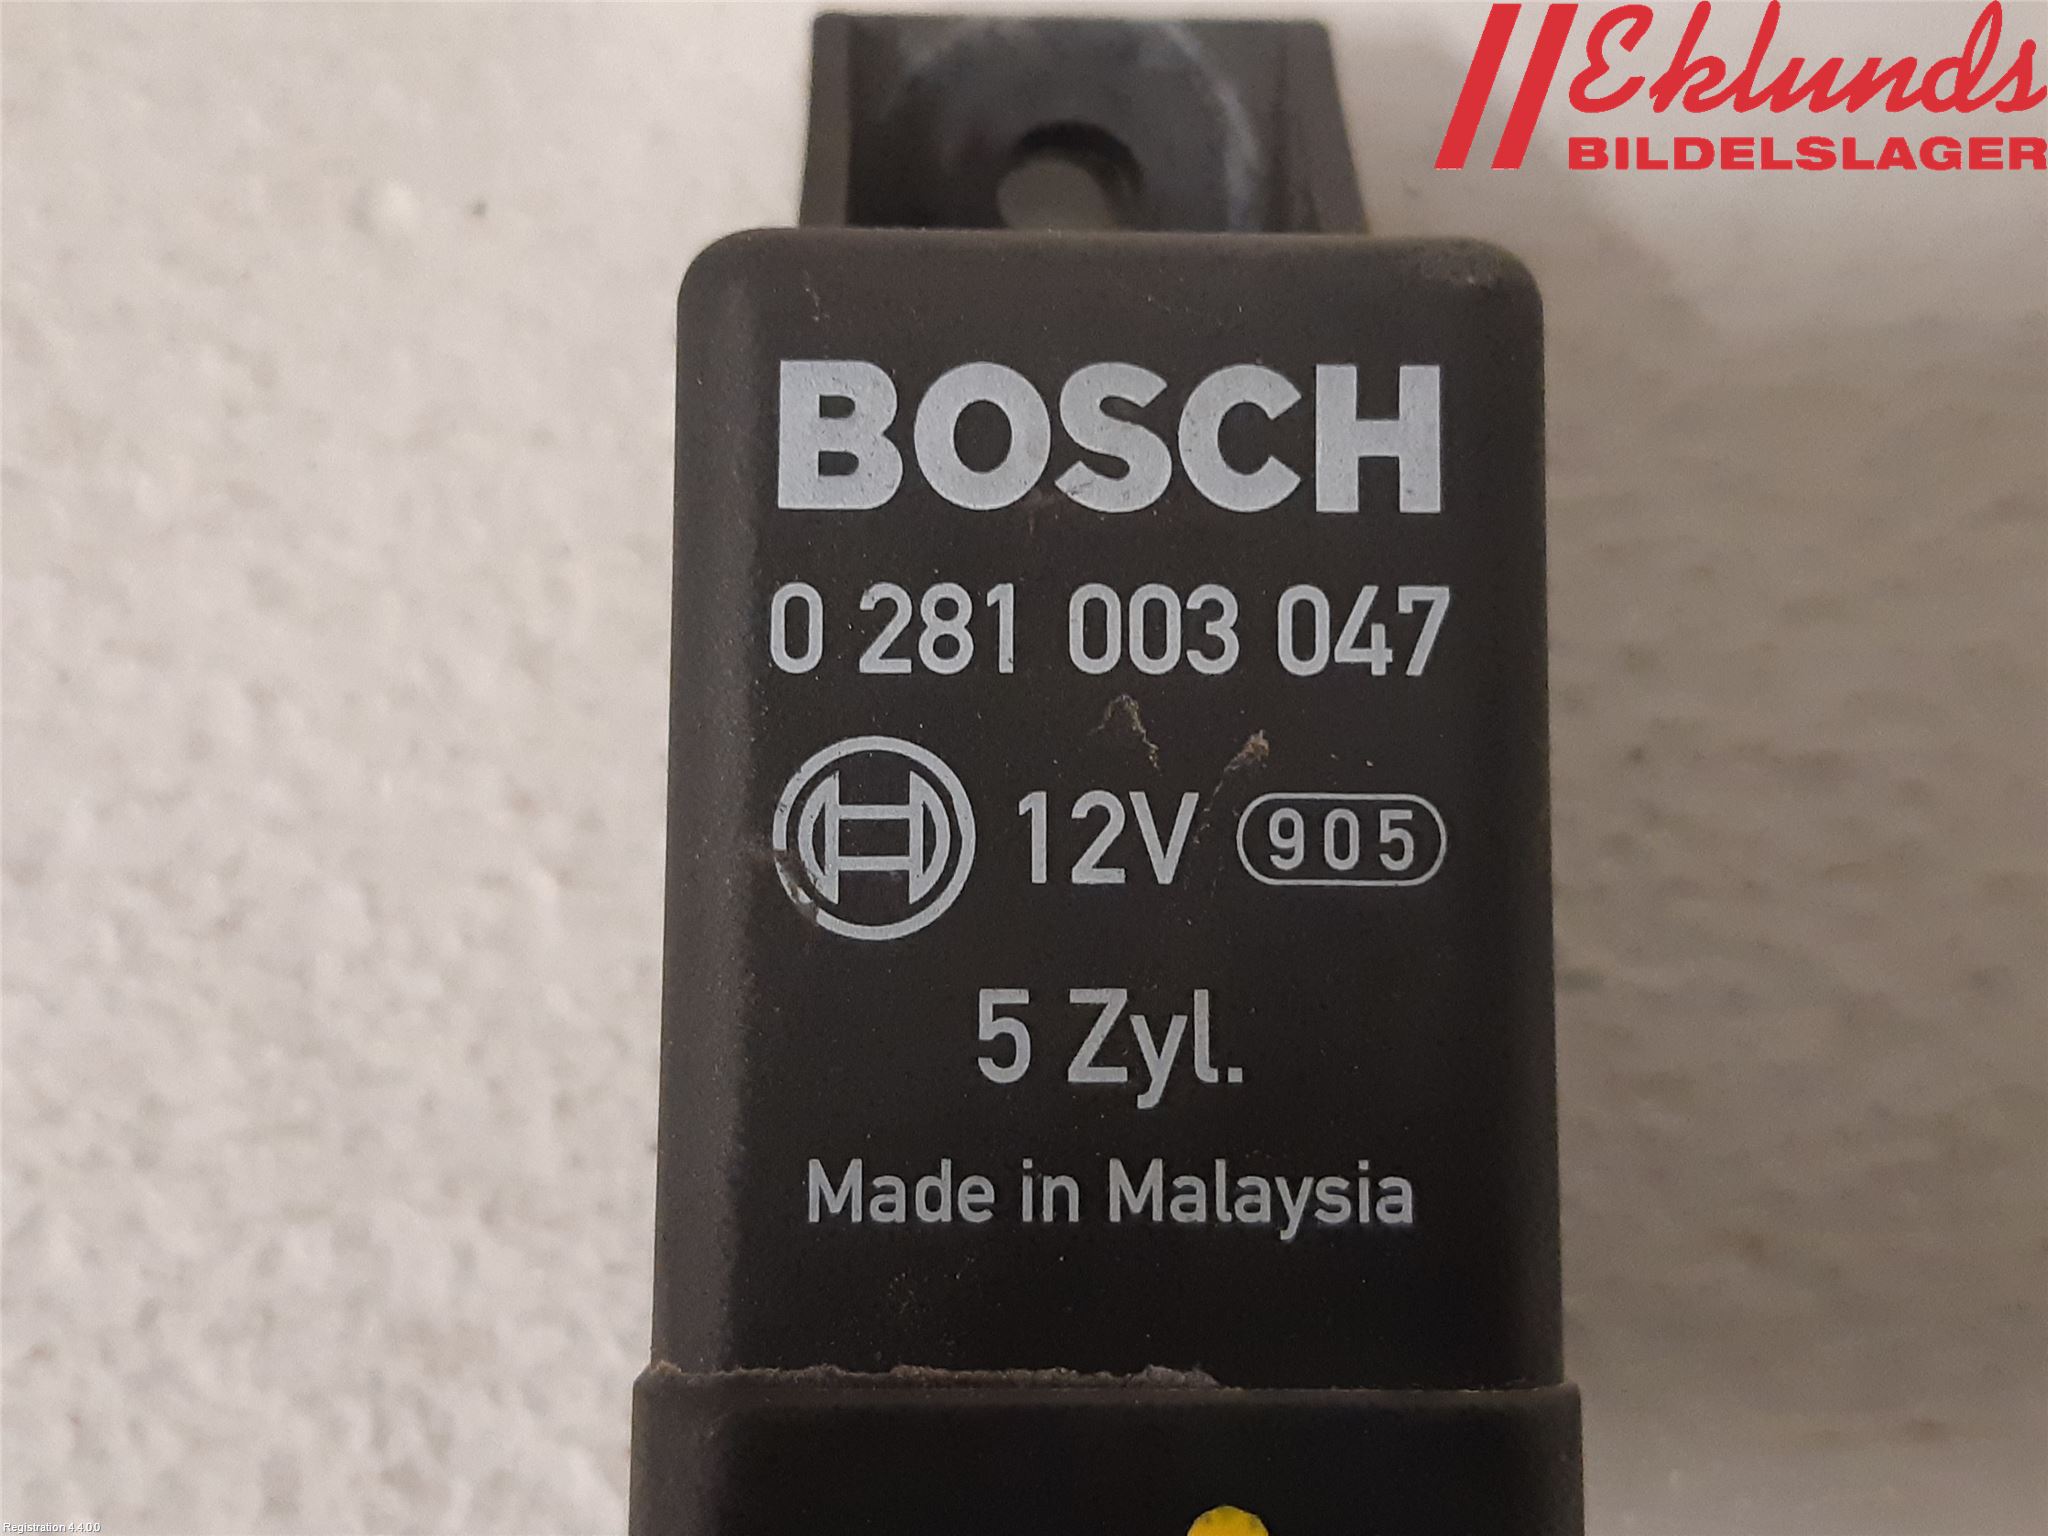 Eklunds
BILDELSLAGER
BOSCH
0 281 003 047
12V 905
5 Zyl.
Made in Malaysia
Registration 4.4.0.0